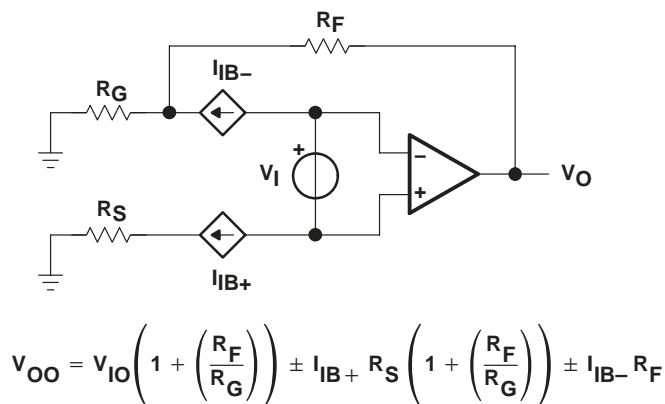 RF
IIB–
RG
+
VI
–
+
VO
RS
IIB+
VOO = VIO(1 + (RF/RG)) ± IIB+ RS(1 + (RF/RG)) ± IIB– RF